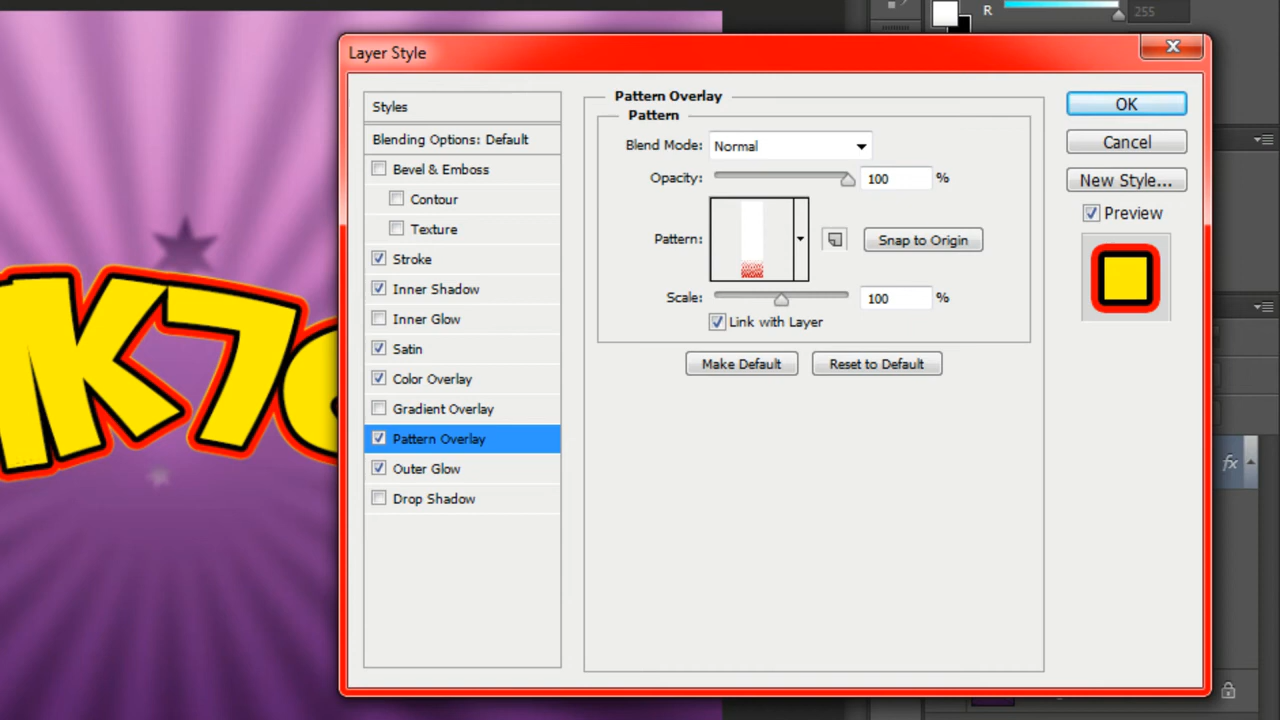 R
255
Layer Style
Styles
Blending Options: Default
Bevel & Emboss
Contour
Texture
Stroke
Inner Shadow
Inner Glow
Satin
Color Overlay
Gradient Overlay
Pattern Overlay
Outer Glow
Drop Shadow
Pattern Overlay
Pattern
Blend Mode: Normal
Opacity: 100 %
Pattern:
Snap to Origin
Scale: 100 %
Link with Layer
Make Default
Reset to Default
OK
Cancel
New Style...
Preview
K7
fx